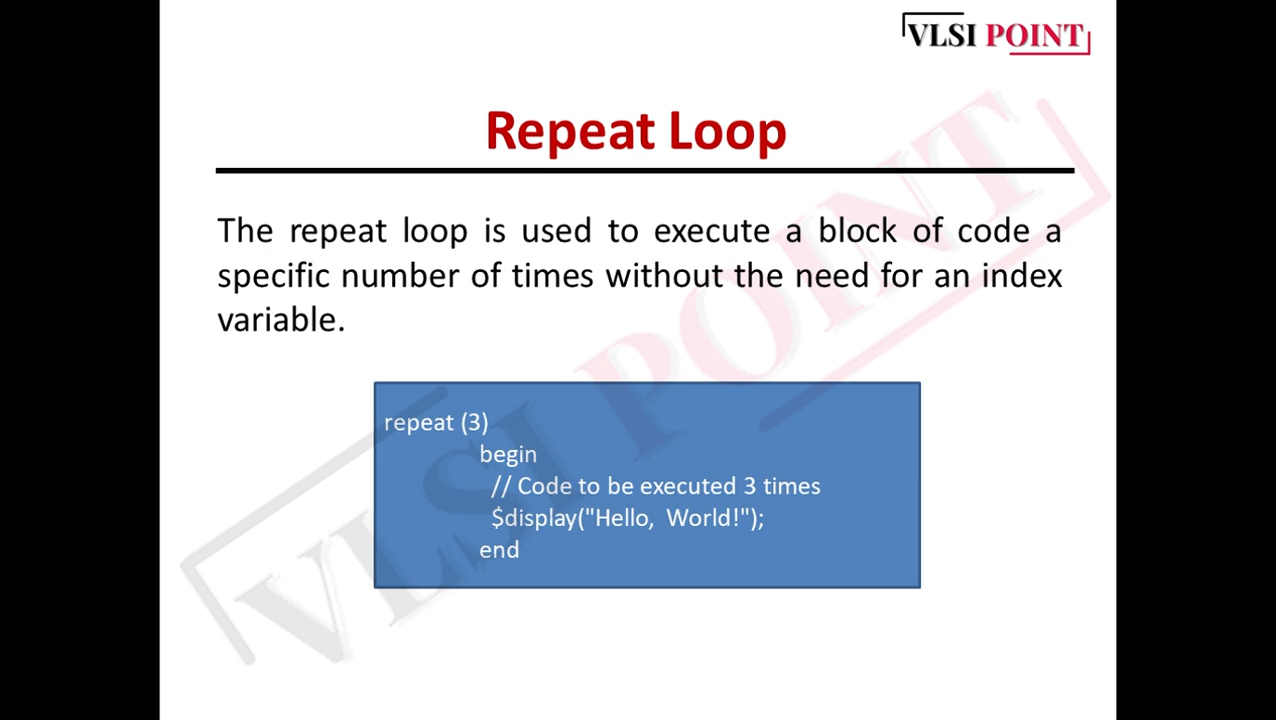 VLSI POINT
Repeat Loop
The repeat loop is used to execute a block of code a
specific number of times without the need for an index
variable.
repeat (3)
begin
// Code to be executed 3 times
$display("Hello,  World!");
end
VLSI POINT